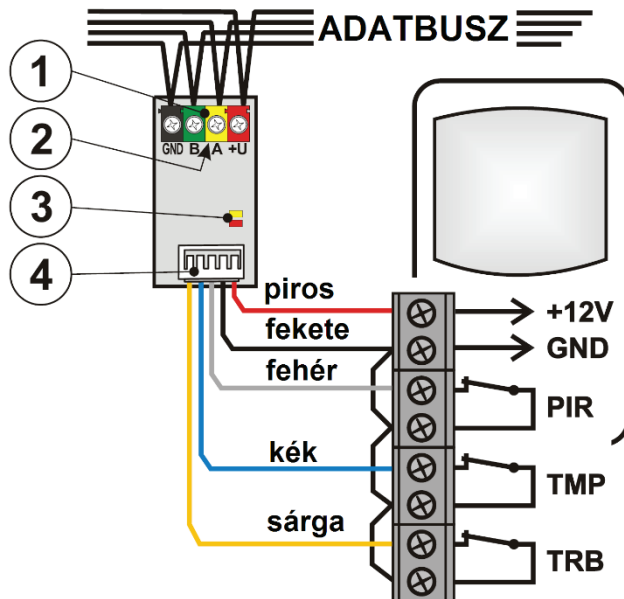 ADATBUSZ
1
2
3
4
GND B A +U
piros
fekete
fehér
kék
sárga
+12V
GND
PIR
TMP
TRB